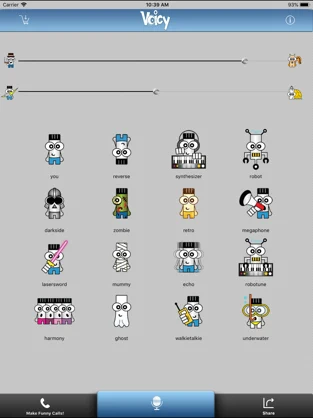 Carrier
10:39 AM
93%
Voicy
you reverse synthesizer robot
darkside zombie retro megaphone
lasersword mummy echo robotune
harmony ghost walkietalkie underwater
Make Funny Calls!
Share